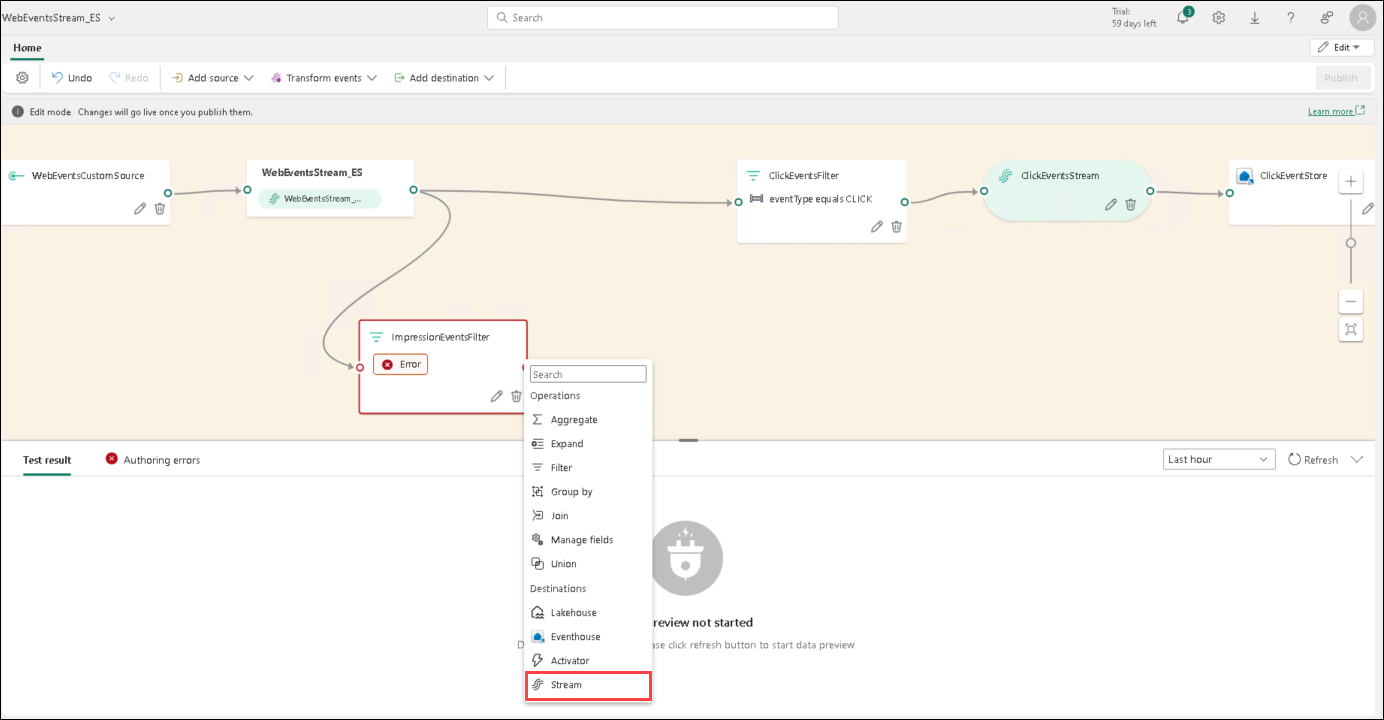 WebEventsStream_ES
Search
Trial:
59 days left
3
Home
Edit
Undo
Redo
Add source
Transform events
Add destination
Publish
Edit mode Changes will go live once you publish them.
Learn more
WebEventsCustomSource
WebEventsStream_ES
WebEventsStream_...
ClickEventsFilter
eventType equals CLICK
ClickEventsStream
ClickEventStore
ImpressionEventsFilter
Error
Search
Operations
Aggregate
Expand
Filter
Group by
Join
Manage fields
Union
Destinations
Lakehouse
Eventhouse
Activator
Stream
Test result
Authoring errors
Last hour
Refresh
review not started
ase click refresh button to start data preview